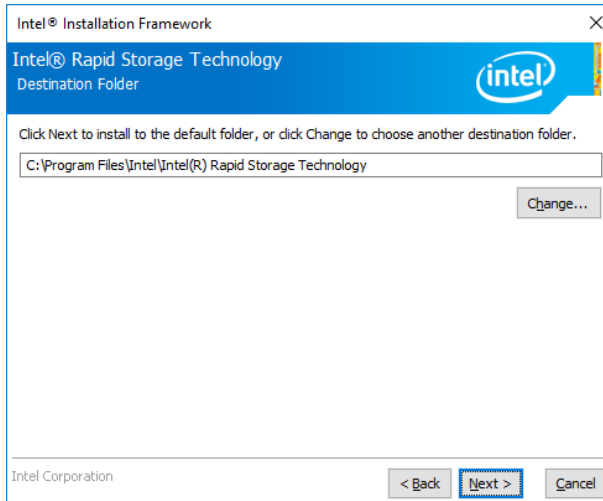 Intel® Installation Framework
Intel® Rapid Storage Technology
Destination Folder
intel
Click Next to install to the default folder, or click Change to choose another destination folder.
C:\Program Files\Intel\Intel(R) Rapid Storage Technology
Change...
Intel Corporation
< Back Next > Cancel